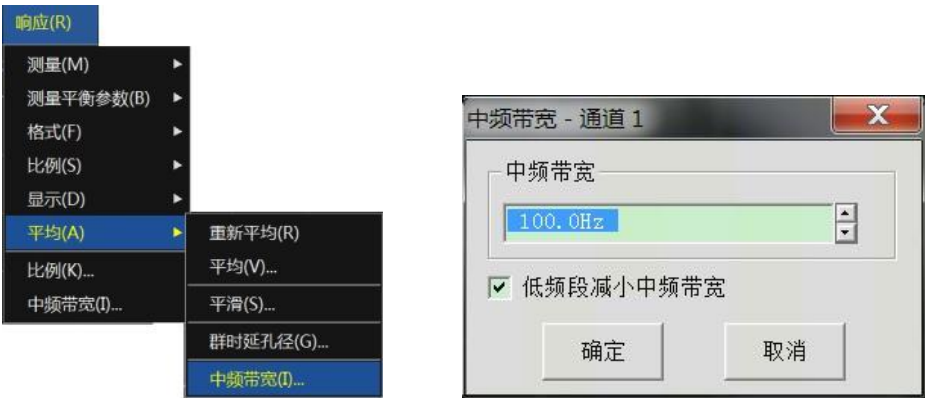 响应(R)
测量(M)
测量平衡参数(B)
格式(F)
比例(S)
显示(D)
平均(A)
比例(K)...
中频带宽(I)...
重新平均(R)
平均(V)...
平滑(S)...
群时延孔径(G)...
中频带宽(I)...
中频带宽 - 通道 1
中频带宽
100.0Hz
低频段减小中频带宽
确定
取消